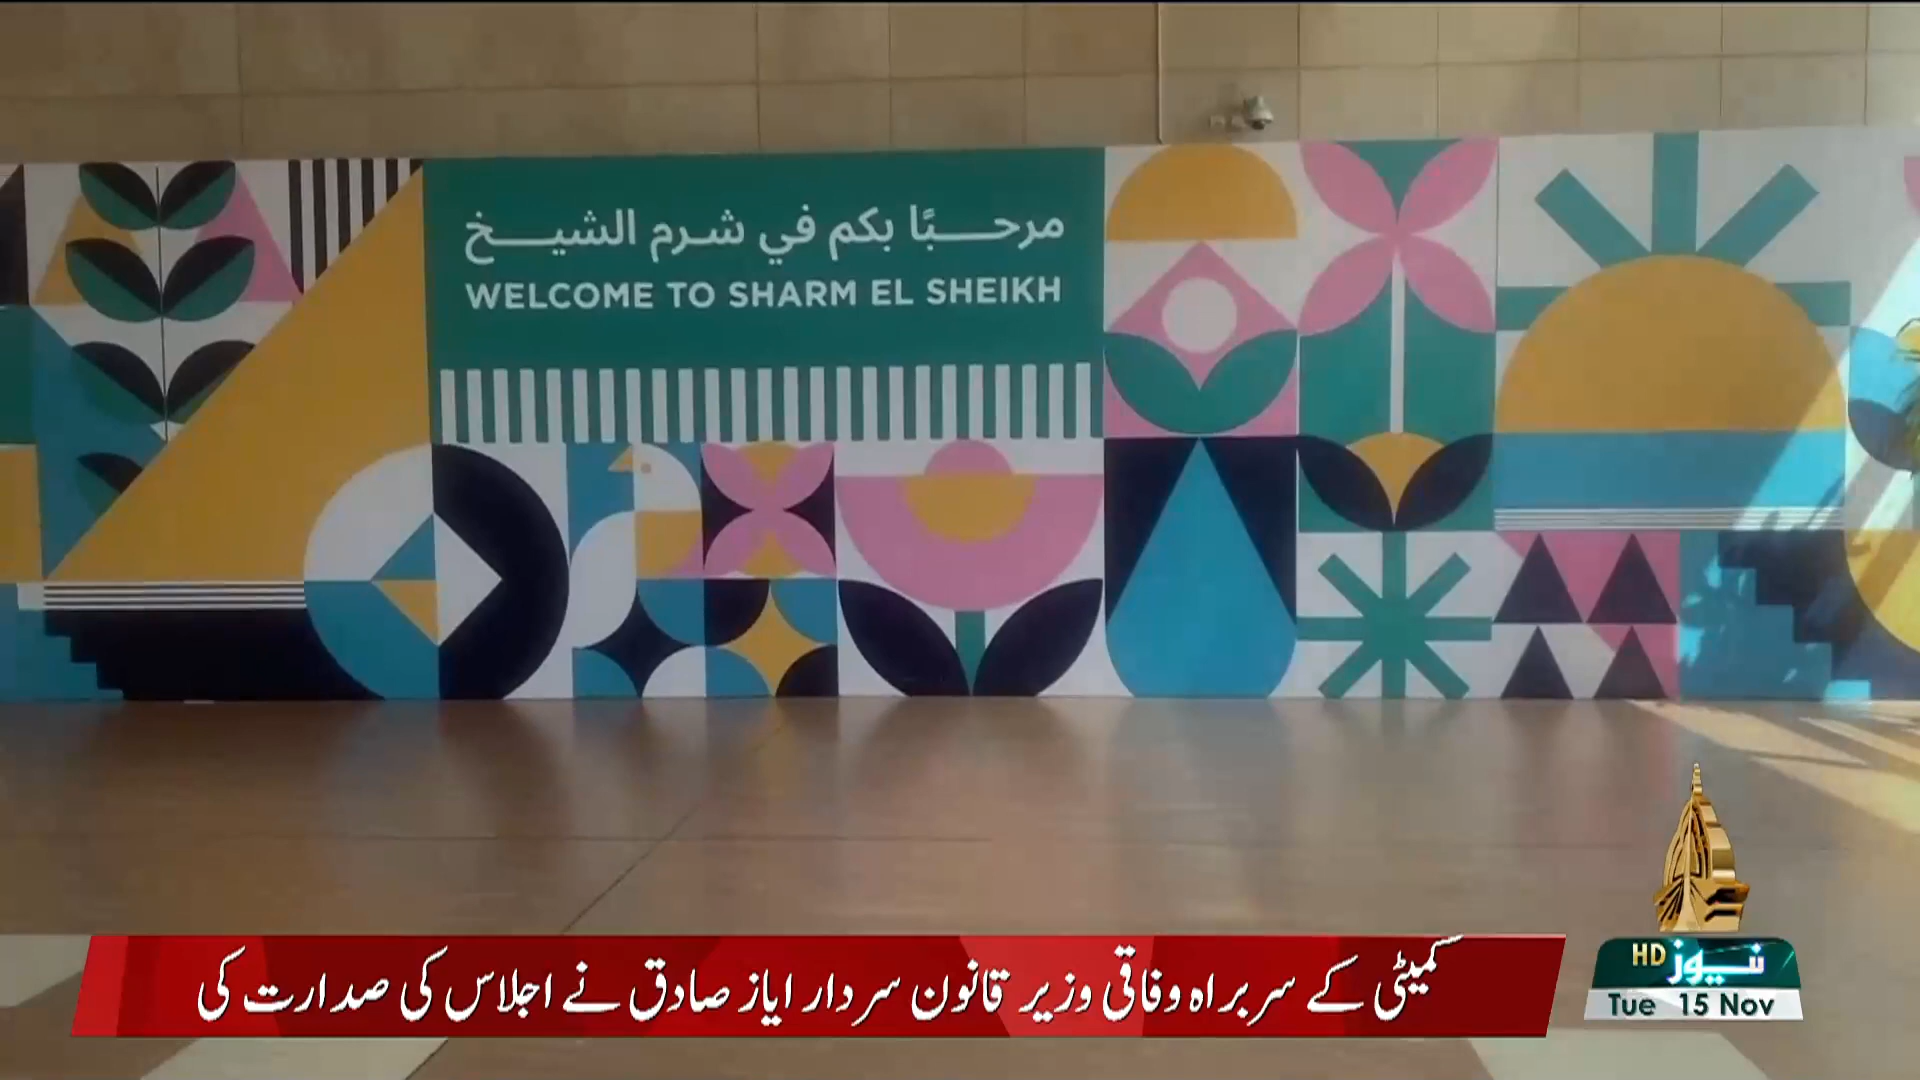 مرحبًا بكم في شرم الشيخ
WELCOME TO SHARM EL SHEIKH
کمیٹی کے سربراہ وفاقی وزیر قانون سردار ایاز صادق نے اجلاس کی صدارت کی
HD نیوز
Tue 15 Nov